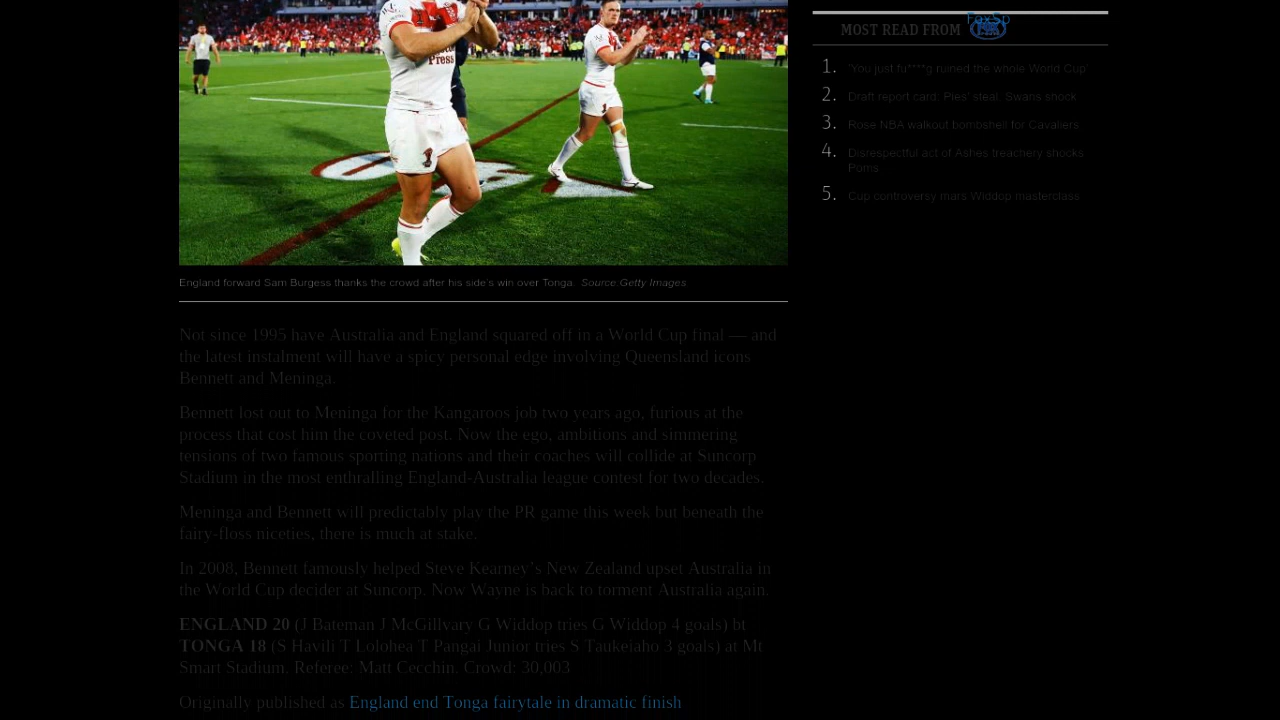 Press
MOST READ FROM FoxSp
1. 'You just fu****g ruined the whole World Cup'
2. Draft report card: Pies' steal, Swans shock
3. Rose NBA walkout bombshell for Cavaliers
4. Disrespectful act of Ashes treachery shocks
Poms
5. Cup controversy mars Widdop masterclass
England forward Sam Burgess thanks the crowd after his side's win over Tonga. Source:Getty Images
Not since 1995 have Australia and England squared off in a World Cup final — and
the latest instalment will have a spicy personal edge involving Queensland icons
Bennett and Meninga.
Bennett lost out to Meninga for the Kangaroos job two years ago, furious at the
process that cost him the coveted post. Now the ego, ambitions and simmering
tensions of two famous sporting nations and their coaches will collide at Suncorp
Stadium in the most enthralling England-Australia league contest for two decades.
Meninga and Bennett will predictably play the PR game this week but beneath the
fairy-floss niceties, there is much at stake.
In 2008, Bennett famously helped Steve Kearney's New Zealand upset Australia in
the World Cup decider at Suncorp. Now Wayne is back to torment Australia again.
ENGLAND 20 (J Bateman J McGillvary G Widdop tries G Widdop 4 goals) bt
TONGA 18 (S Havili T Lolohea T Pangai Junior tries S Taukeiaho 3 goals) at Mt
Smart Stadium. Referee: Matt Cecchin. Crowd: 30,003
Originally published as England end Tonga fairytale in dramatic finish